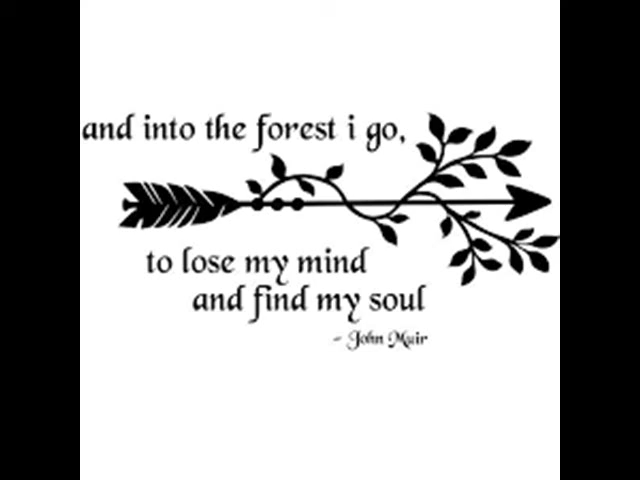 and into the forest i go,
to lose my mind
and find my soul
- John Muir